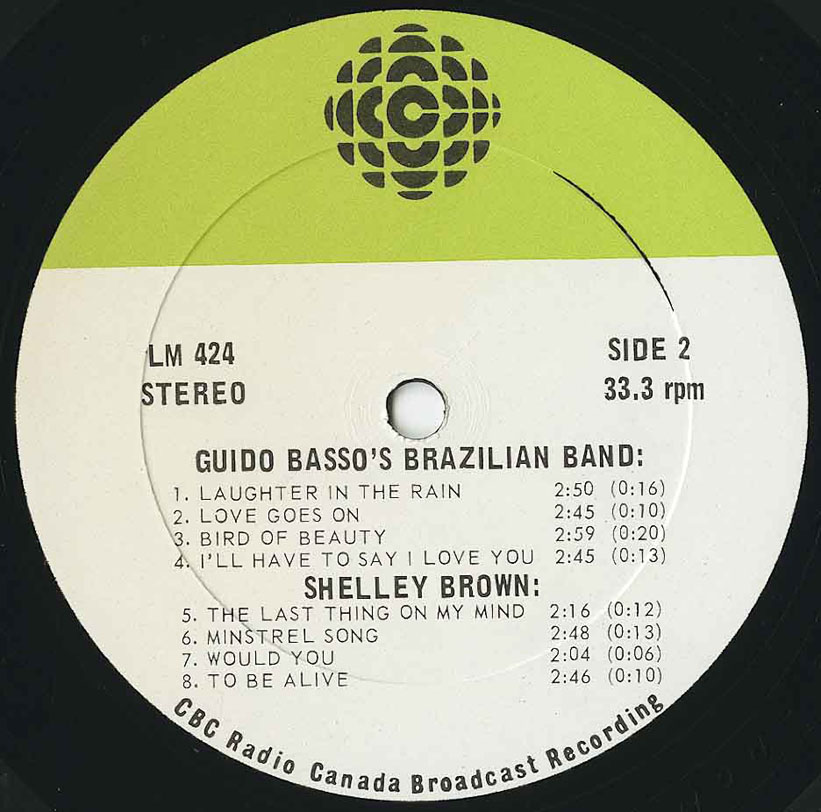 LM 424
STEREO
SIDE 2
33.3 rpm
GUIDO BASSO'S BRAZILIAN BAND:
1. LAUGHTER IN THE RAIN 2:50 (0:16)
2. LOVE GOES ON 2:45 (0:10)
3. BIRD OF BEAUTY 2:59 (0:20)
4. I'LL HAVE TO SAY I LOVE YOU 2:45 (0:13)
SHELLEY BROWN:
5. THE LAST THING ON MY MIND 2:16 (0:12)
6. MINSTREL SONG 2:48 (0:13)
7. WOULD YOU 2:04 (0:06)
8. TO BE ALIVE 2:46 (0:10)
CBC Radio Canada Broadcast Recording